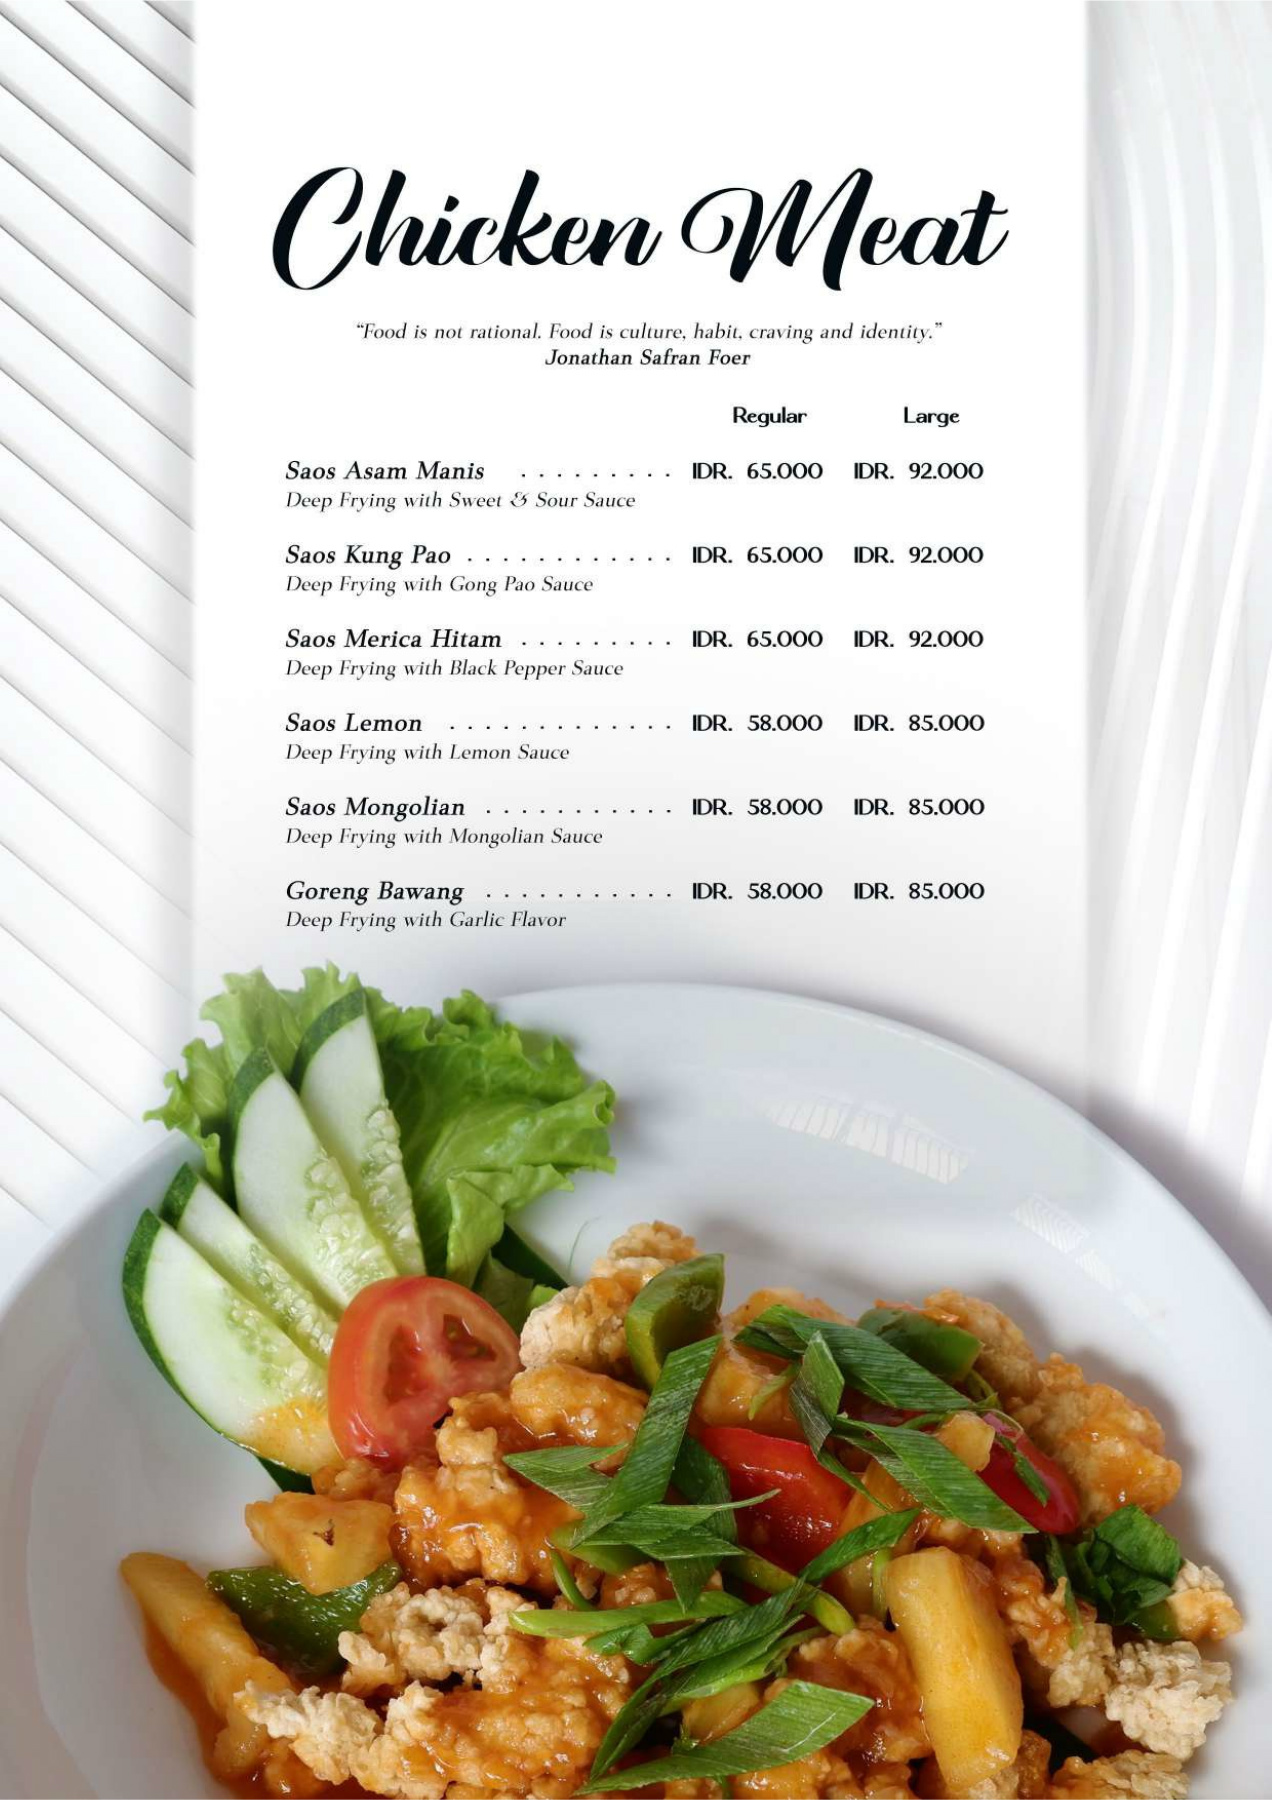 Chicken Meat
“Food is not rational. Food is culture, habit, craving and identity.”
Jonathan Safran Foer
Regular Large
Saos Asam Manis . . . . . . . . . IDR. 65.000 IDR. 92.000
Deep Frying with Sweet & Sour Sauce
Saos Kung Pao . . . . . . . . . . . . IDR. 65.000 IDR. 92.000
Deep Frying with Gong Pao Sauce
Saos Merica Hitam . . . . . . . . . IDR. 65.000 IDR. 92.000
Deep Frying with Black Pepper Sauce
Saos Lemon . . . . . . . . . . . . . IDR. 58.000 IDR. 85.000
Deep Frying with Lemon Sauce
Saos Mongolian . . . . . . . . . . . IDR. 58.000 IDR. 85.000
Deep Frying with Mongolian Sauce
Goreng Bawang . . . . . . . . . . . IDR. 58.000 IDR. 85.000
Deep Frying with Garlic Flavor